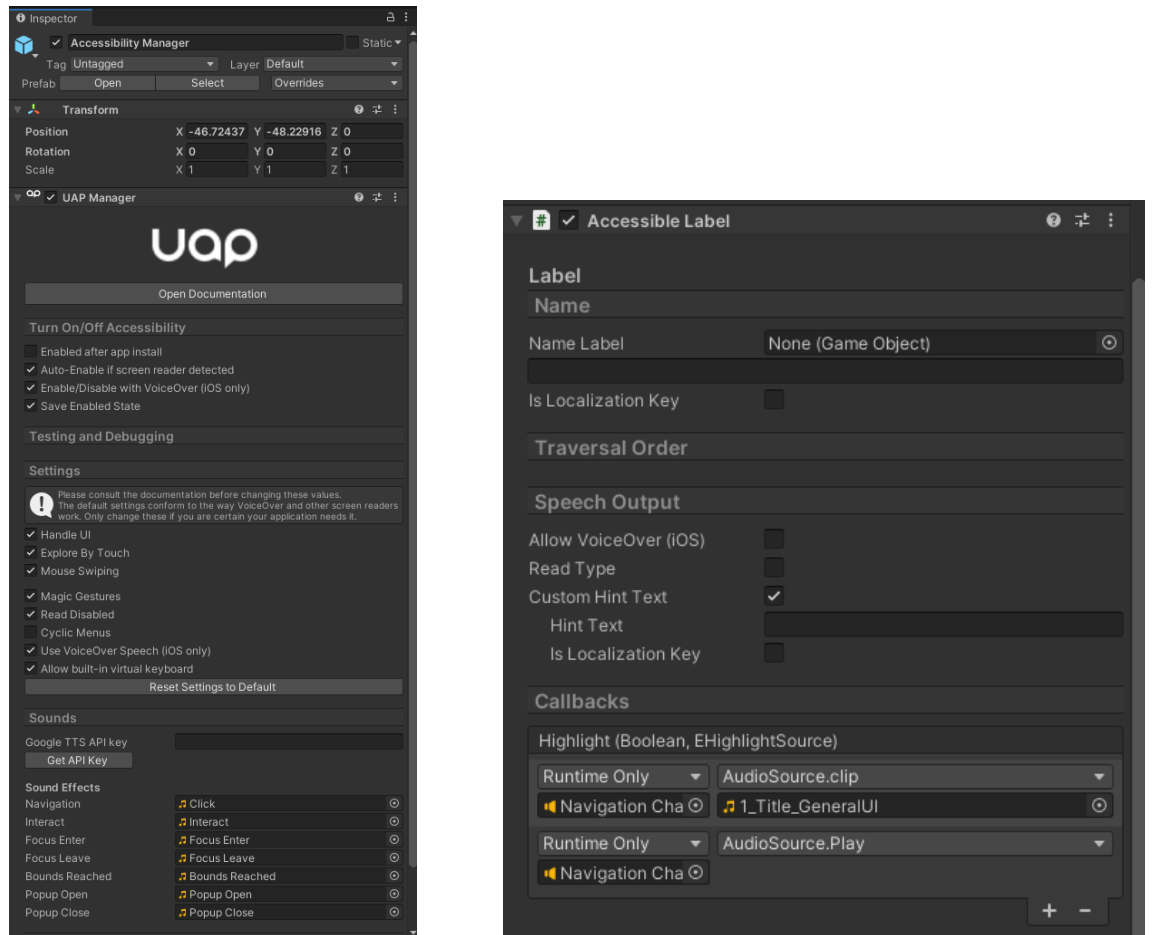 Inspector
Accessibility Manager
Static
Tag Untagged Layer Default
Prefab Open Select Overrides
Transform
Position X -46.72437 Y -48.22916 Z 0
Rotation X 0 Y 0 Z 0
Scale X 1 Y 1 Z 1
UAP Manager
uap
Open Documentation
Turn On/Off Accessibility
Enabled after app install
Auto-Enable if screen reader detected
Enable/Disable with VoiceOver (iOS only)
Save Enabled State
Testing and Debugging
Settings
Please consult the documentation before changing these values.
The default settings conform to the way VoiceOver and other screen readers
work. Only change these if you are certain your application needs it.
Handle UI
Explore By Touch
Mouse Swiping
Magic Gestures
Read Disabled
Cyclic Menus
Use VoiceOver Speech (iOS only)
Allow built-in virtual keyboard
Reset Settings to Default
Sounds
Google TTS API key
Get API Key
Sound Effects
Navigation Click
Interact Interact
Focus Enter Focus Enter
Focus Leave Focus Leave
Bounds Reached Bounds Reached
Popup Open Popup Open
Popup Close Popup Close
# Accessible Label
Label
Name
Name Label None (Game Object)
Is Localization Key
Traversal Order
Speech Output
Allow VoiceOver (iOS)
Read Type
Custom Hint Text
Hint Text
Is Localization Key
Callbacks
Highlight (Boolean, EHighlightSource)
Runtime Only AudioSource.clip
Navigation Cha 1_Title_GeneralUI
Runtime Only AudioSource.Play
Navigation Cha
+ -